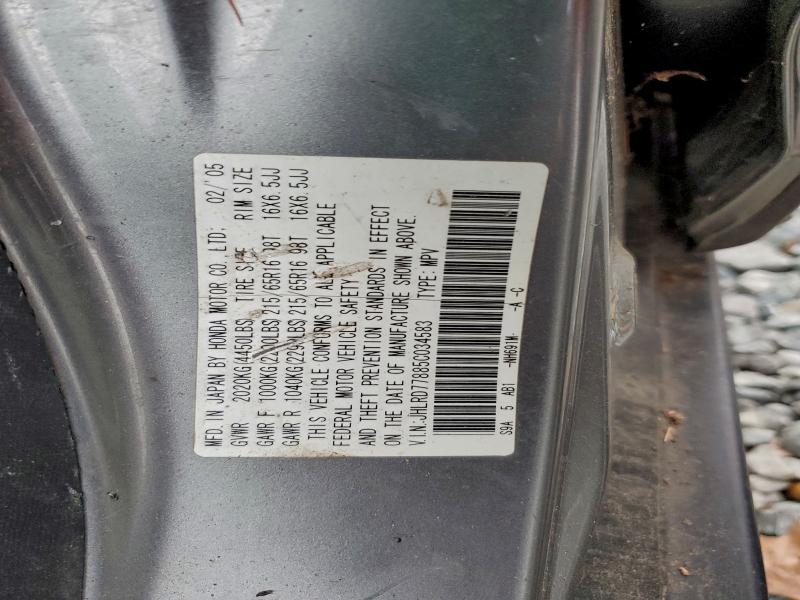 MFD. IN JAPAN BY HONDA MOTOR CO., LTD; 02/'05
GVWR 2020KG(4450LBS) TIRE SIZE RIM SIZE
GAWR F 1000KG(2200LBS) 215/65R16 98T 16X6.5JJ
GAWR R 1040KG(2290LBS) 215/65R16 98T 16X6.5JJ
THIS VEHICLE CONFORMS TO ALL APPLICABLE
FEDERAL MOTOR VEHICLE SAFETY
AND THEFT PREVENTION STANDARDS IN EFFECT
ON THE DATE OF MANUFACTURE SHOWN ABOVE.
V.I.N:JHLRD77885C034583 TYPE: MPV
S9A 5 AB1 -NH691M- -A -C